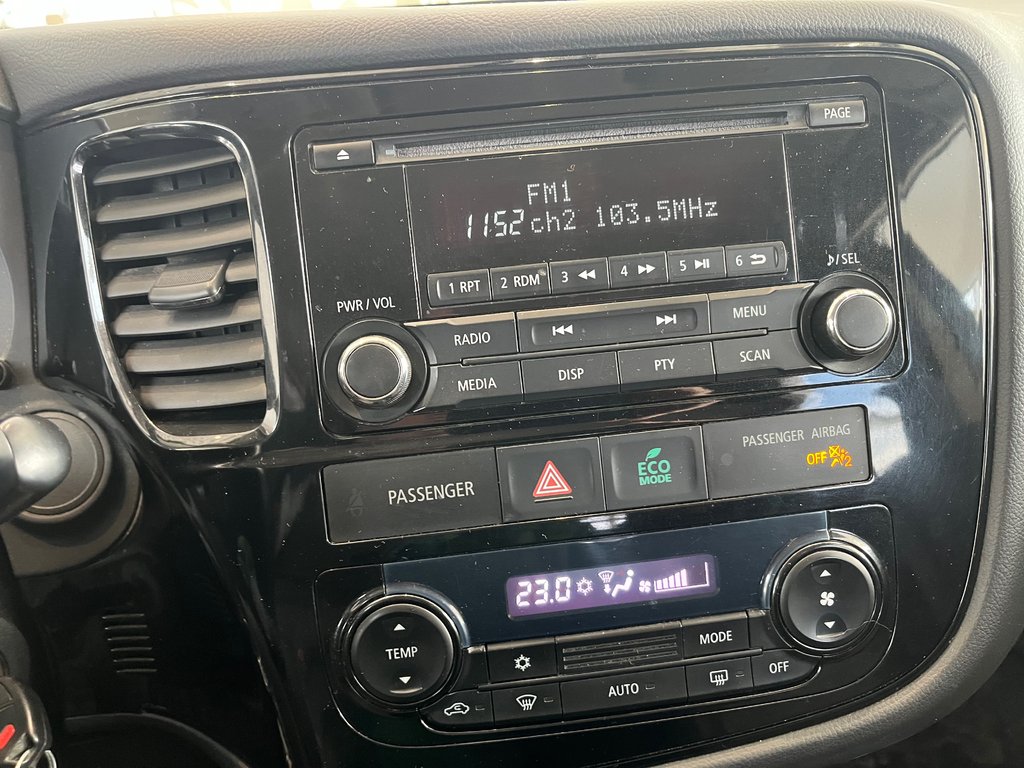 PAGE
FM1
1152 ch2 103.5MHz
1 RPT 2 RDM 3 4 5 6
PWR/VOL
♪/SEL
RADIO MENU
MEDIA DISP PTY SCAN
PASSENGER
ECO
MODE
PASSENGER AIRBAG
OFF 2
23.0
TEMP
MODE
AUTO
OFF